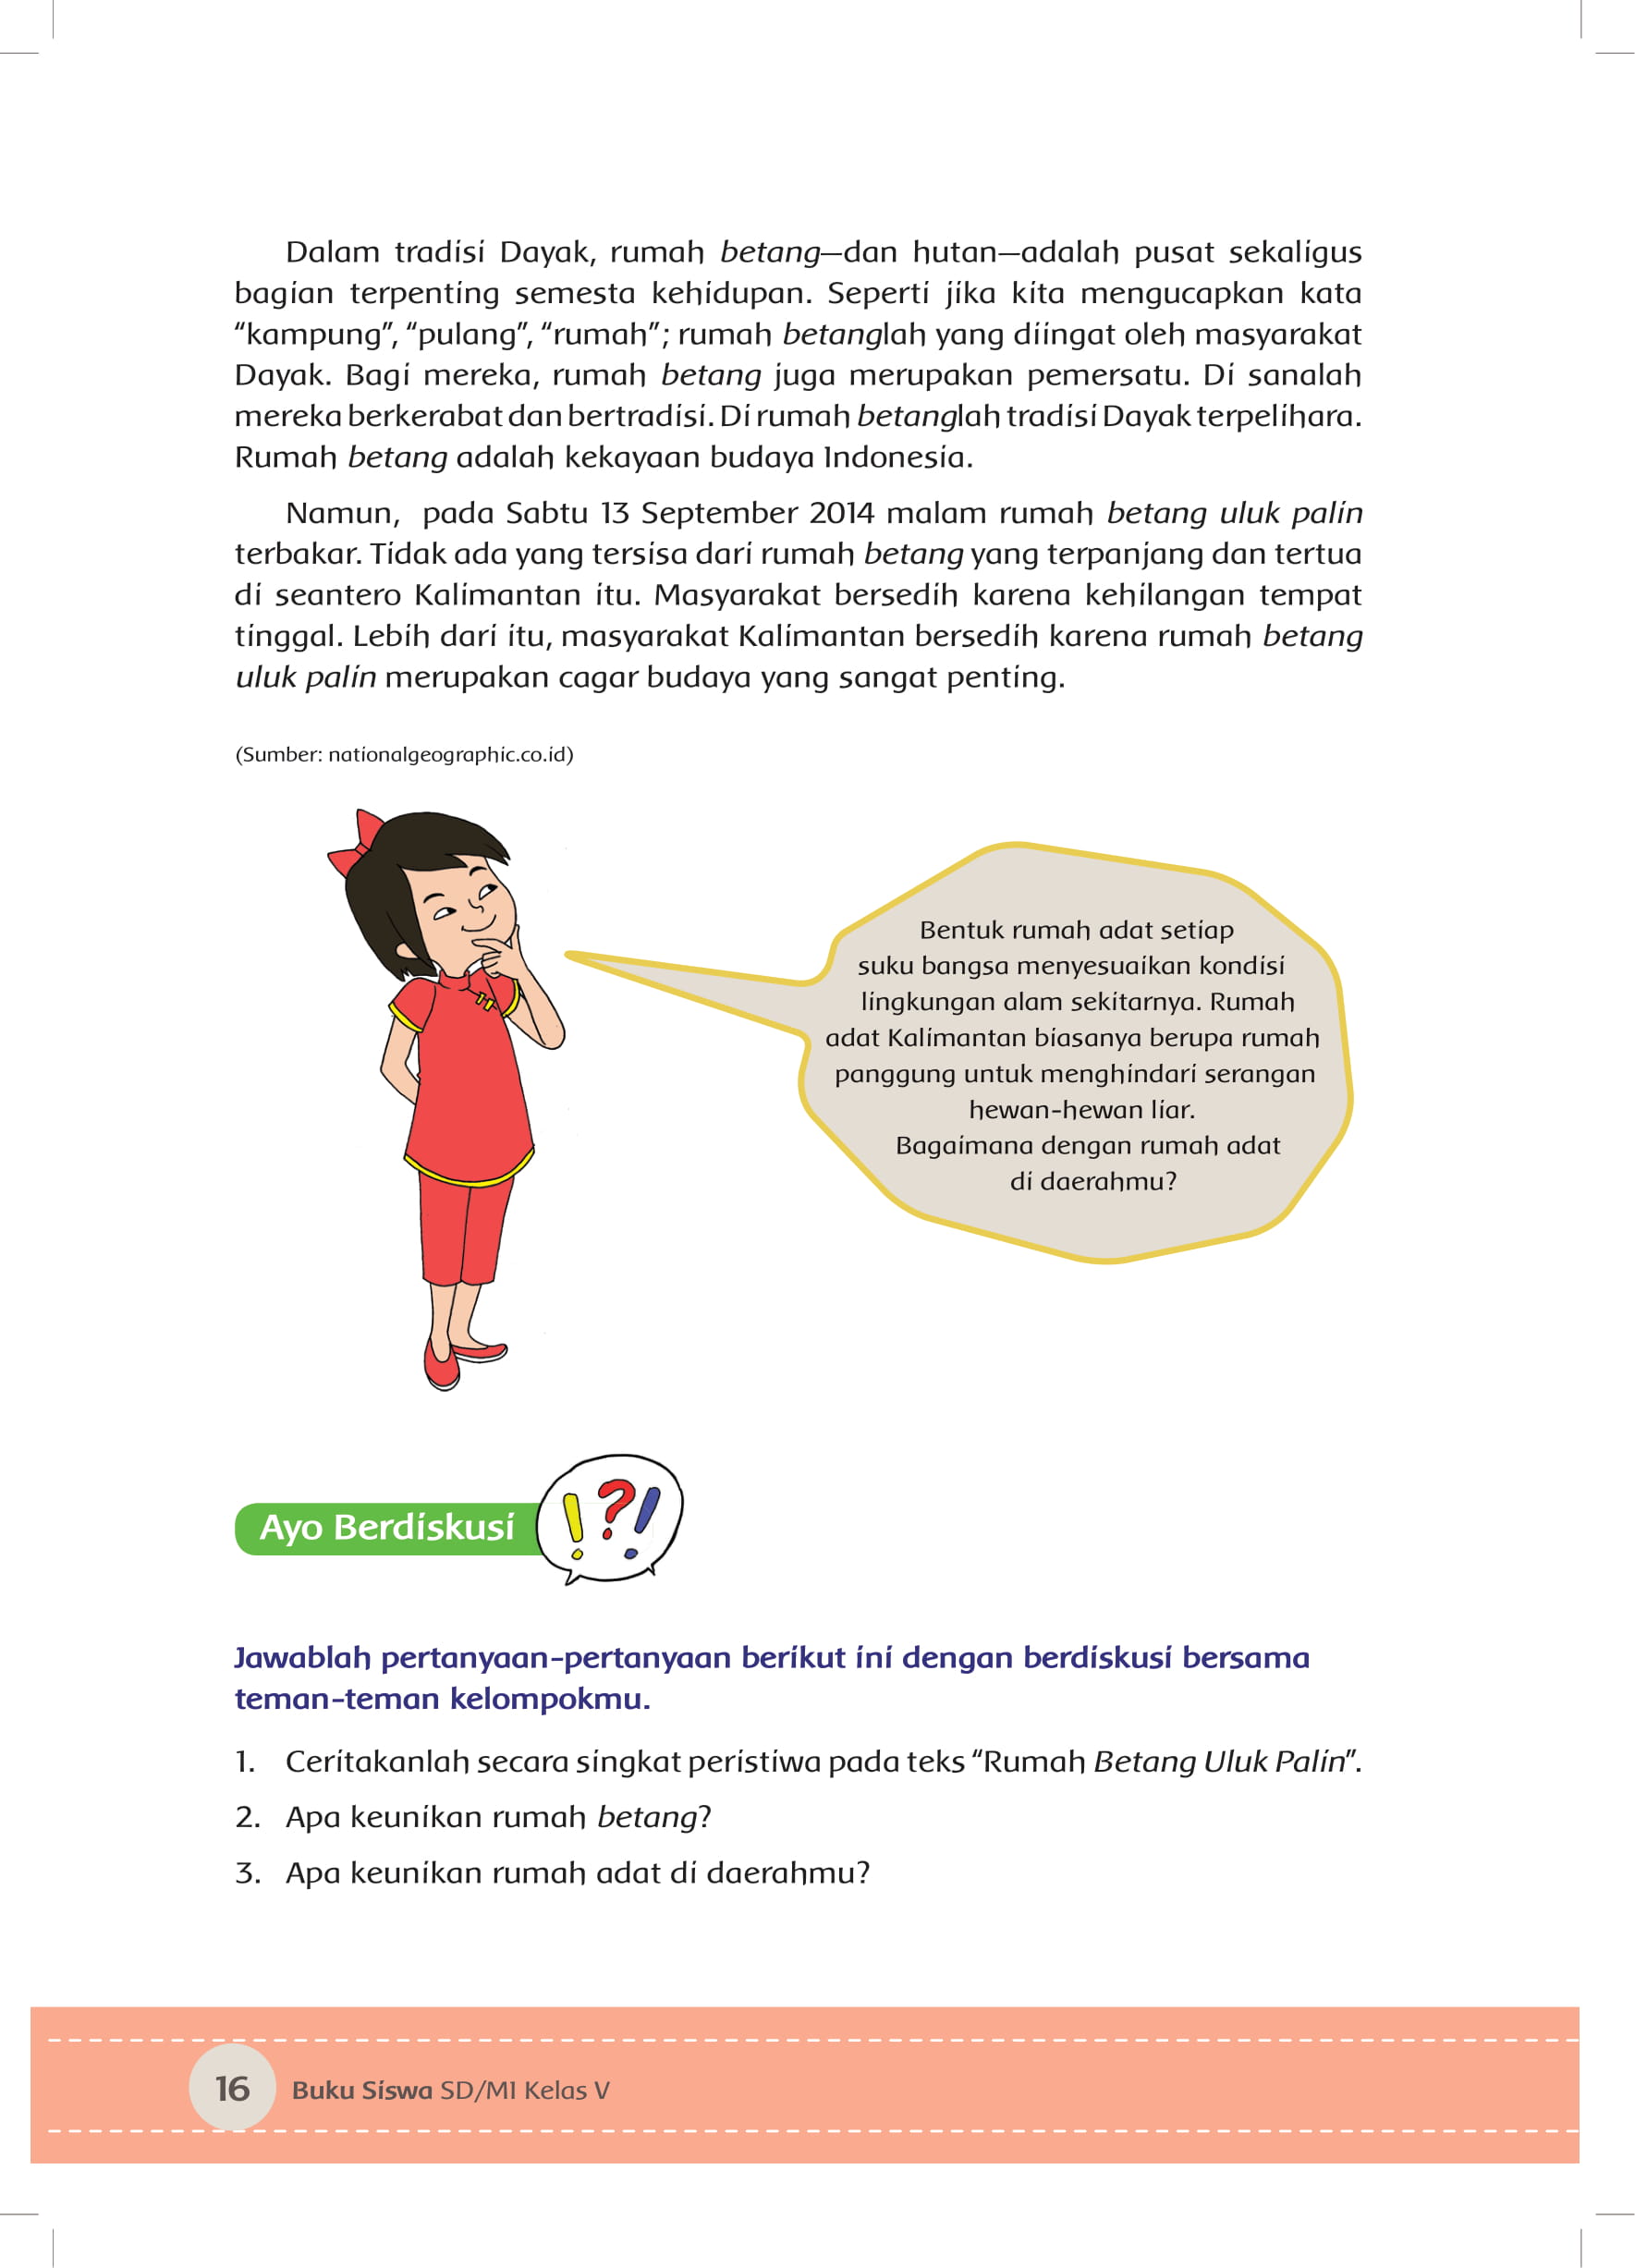 Dalam tradisi Dayak, rumah betang—dan hutan—adalah pusat sekaligus
bagian terpenting semesta kehidupan. Seperti jika kita mengucapkan kata
“kampung”, “pulang”, “rumah”; rumah betanglah yang diingat oleh masyarakat
Dayak. Bagi mereka, rumah betang juga merupakan pemersatu. Di sanalah
mereka berkerabat dan bertradisi. Di rumah betanglah tradisi Dayak terpelihara.
Rumah betang adalah kekayaan budaya Indonesia.
Namun, pada Sabtu 13 September 2014 malam rumah betang uluk palin
terbakar. Tidak ada yang tersisa dari rumah betang yang terpanjang dan tertua
di seantero Kalimantan itu. Masyarakat bersedih karena kehilangan tempat
tinggal. Lebih dari itu, masyarakat Kalimantan bersedih karena rumah betang
uluk palin merupakan cagar budaya yang sangat penting.
(Sumber: nationalgeographic.co.id)
Bentuk rumah adat setiap
suku bangsa menyesuaikan kondisi
lingkungan alam sekitarnya. Rumah
adat Kalimantan biasanya berupa rumah
panggung untuk menghindari serangan
hewan-hewan liar.
Bagaimana dengan rumah adat
di daerahmu?
Ayo Berdiskusi
! ? !
Jawablah pertanyaan-pertanyaan berikut ini dengan berdiskusi bersama
teman-teman kelompokmu.
1. Ceritakanlah secara singkat peristiwa pada teks “Rumah Betang Uluk Palin”.
2. Apa keunikan rumah betang?
3. Apa keunikan rumah adat di daerahmu?
16 Buku Siswa SD/MI Kelas V